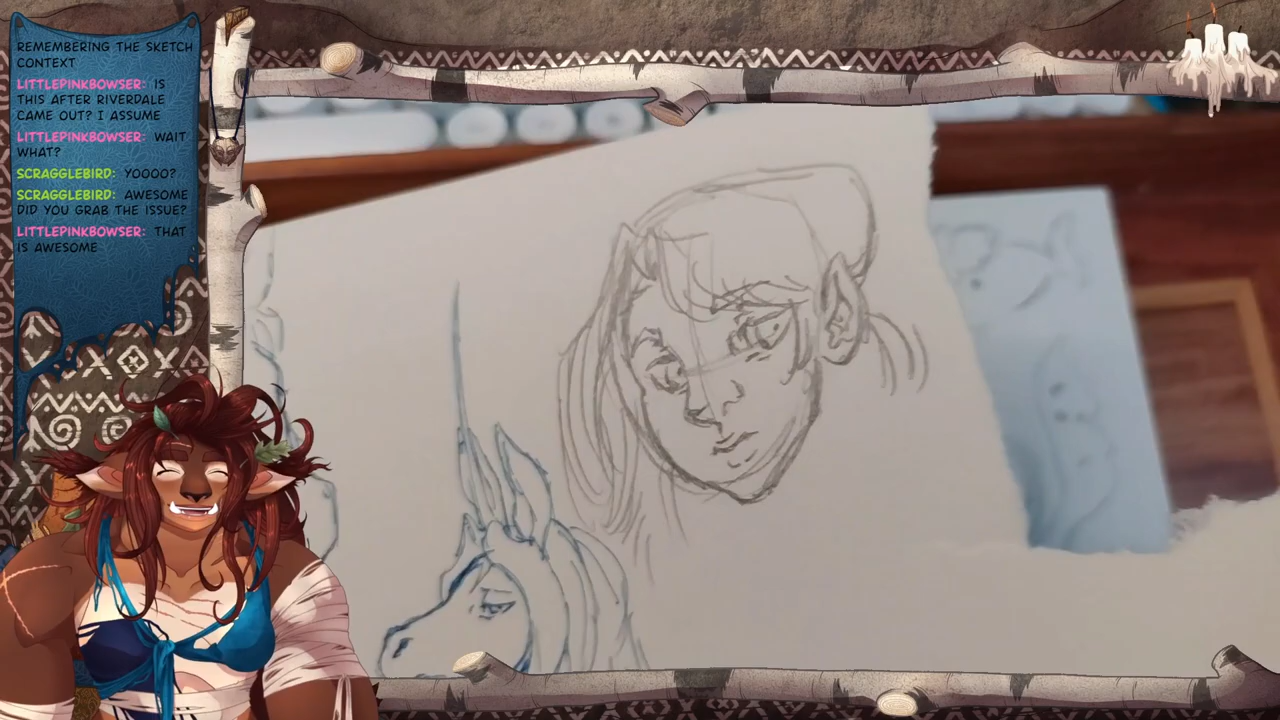 REMEMBERING THE SKETCH
CONTEXT
LITTLEPINKBOWSER: IS
THIS AFTER RIVERDALE
CAME OUT? I ASSUME
LITTLEPINKBOWSER: WAIT
WHAT?
SCRAGGLEBIRD: YOOOO?
SCRAGGLEBIRD: AWESOME
DID YOU GRAB THE ISSUE?
LITTLEPINKBOWSER: THAT
IS AWESOME